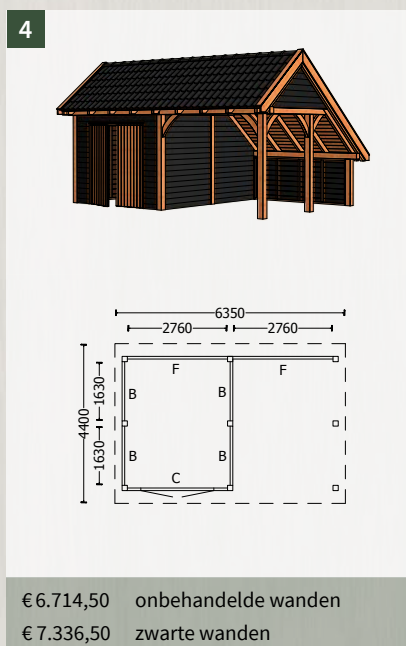 4
6350
2760 2760
F F
B B
1630
4400
1630
B B
C
€ 6.714,50 onbehandelde wanden
€ 7.336,50 zwarte wanden